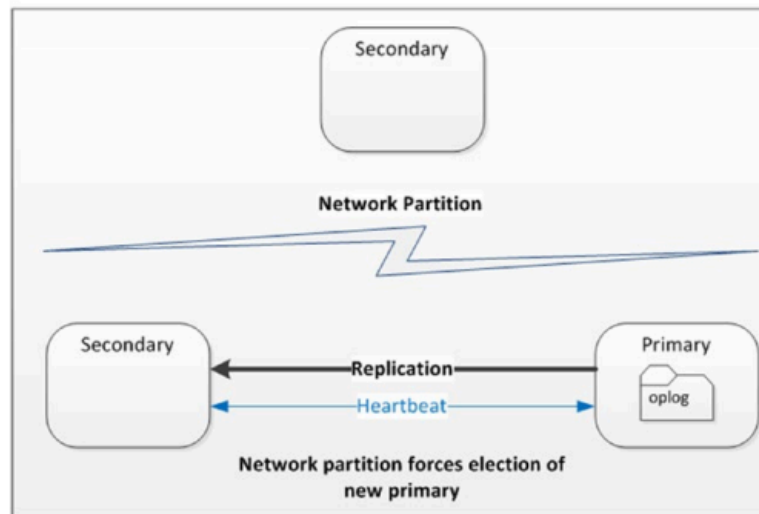 Secondary
Network Partition
Secondary
Primary
Replication
oplog
Heartbeat
Network partition forces election of
new primary